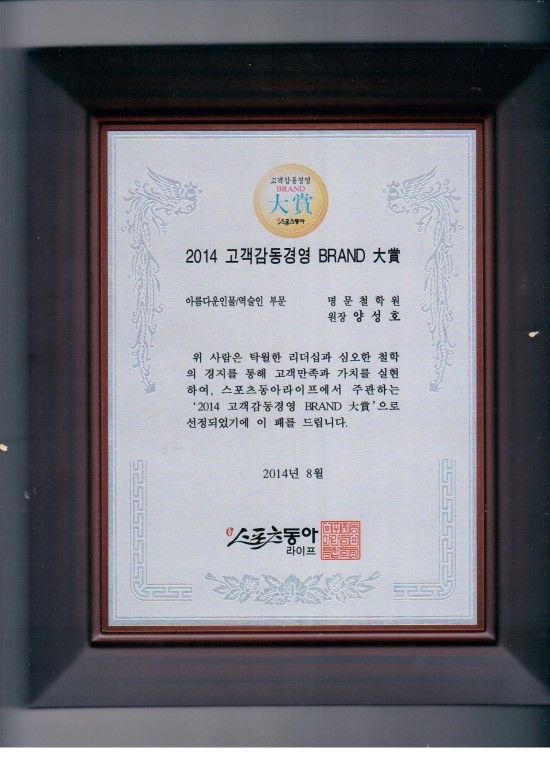 고객감동경영
BRAND
大賞
스포츠동아
2014 고객감동경영 BRAND 大賞
아름다운인물/역술인 부문 명문철학원
원장 양성호
위 사람은 탁월한 리더십과 심오한 철학
의 경지를 통해 고객만족과 가치를 실현
하여, 스포츠동아라이프에서 주관하는
‘2014 고객감동경영 BRAND 大賞’으로
선정되었기에 이 패를 드립니다.
2014년 8월
스포츠동아
라이프